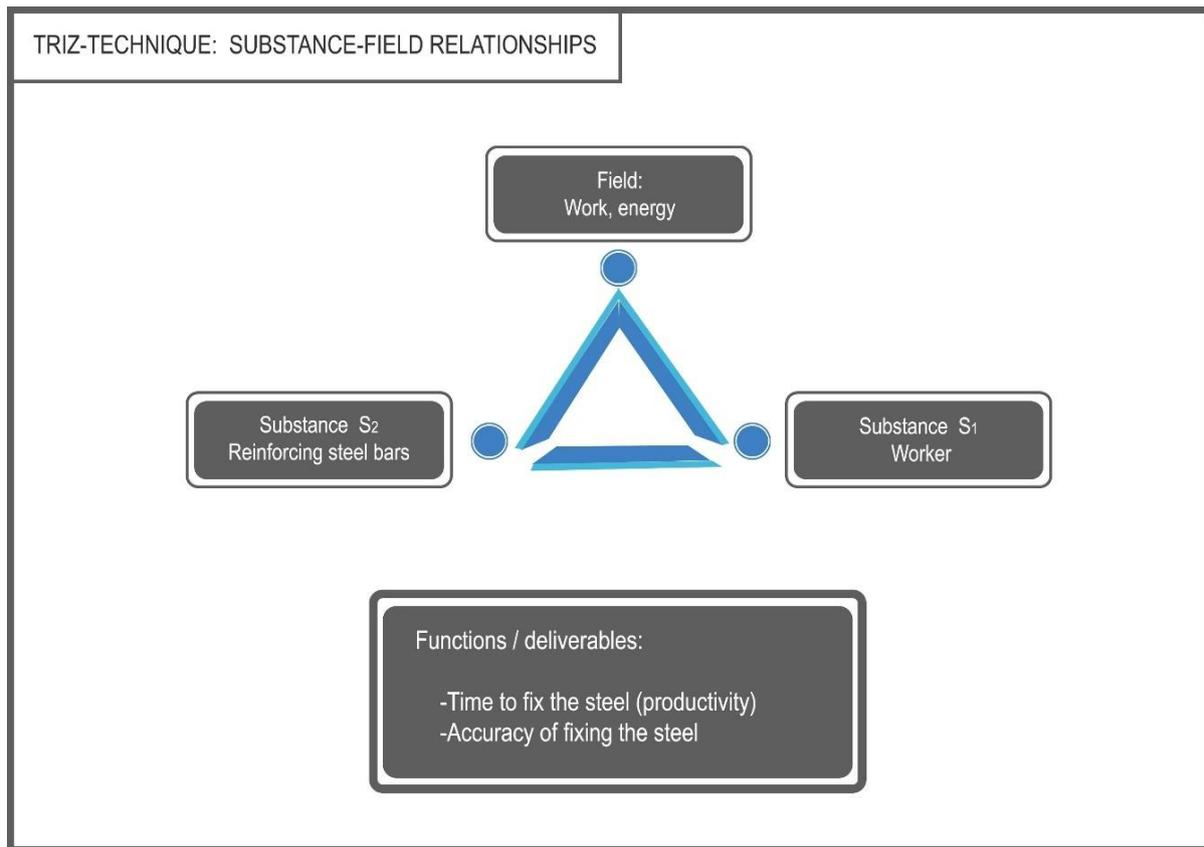 TRIZ-TECHNIQUE: SUBSTANCE-FIELD RELATIONSHIPS
Field:
Work, energy
Substance S2
Reinforcing steel bars
Substance S1
Worker
Functions / deliverables:
-Time to fix the steel (productivity)
-Accuracy of fixing the steel